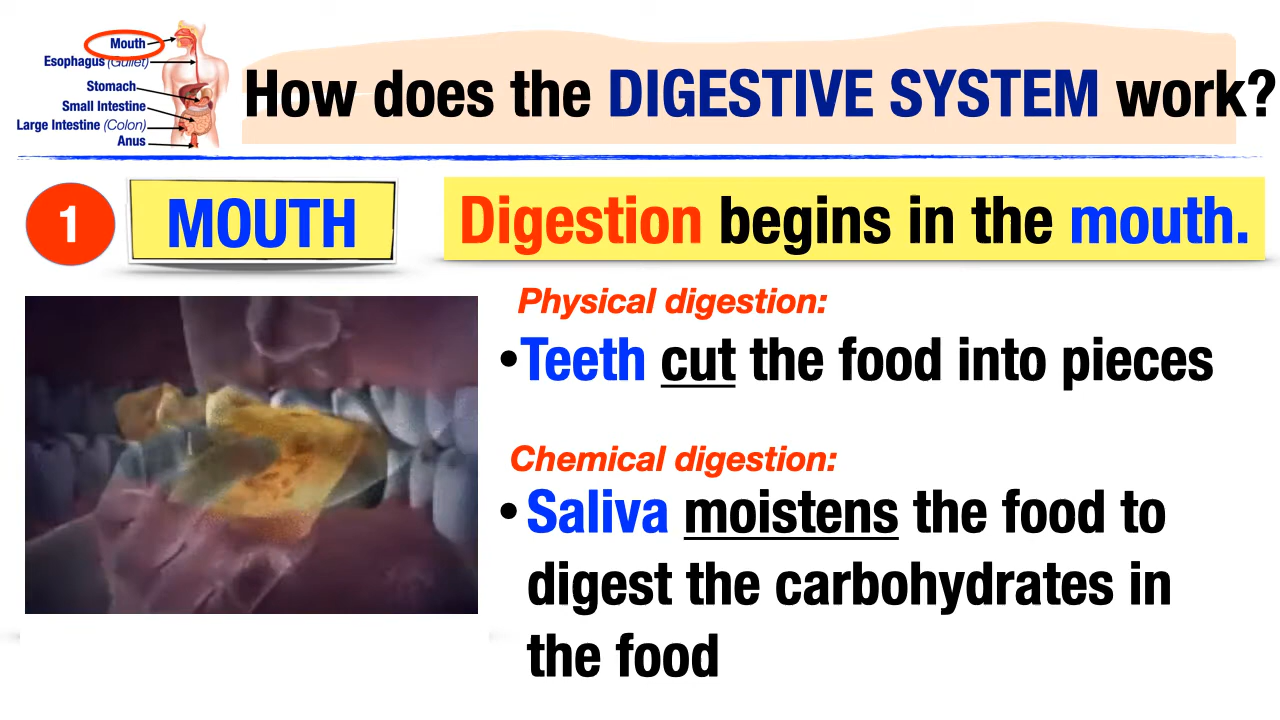 Mouth
Esophagus (Gullet)
Stomach
Small Intestine
Large Intestine (Colon)
Anus
How does the DIGESTIVE SYSTEM work?
1
MOUTH
Digestion begins in the mouth.
Physical digestion:
•Teeth cut the food into pieces
Chemical digestion:
•Saliva moistens the food to
digest the carbohydrates in
the food